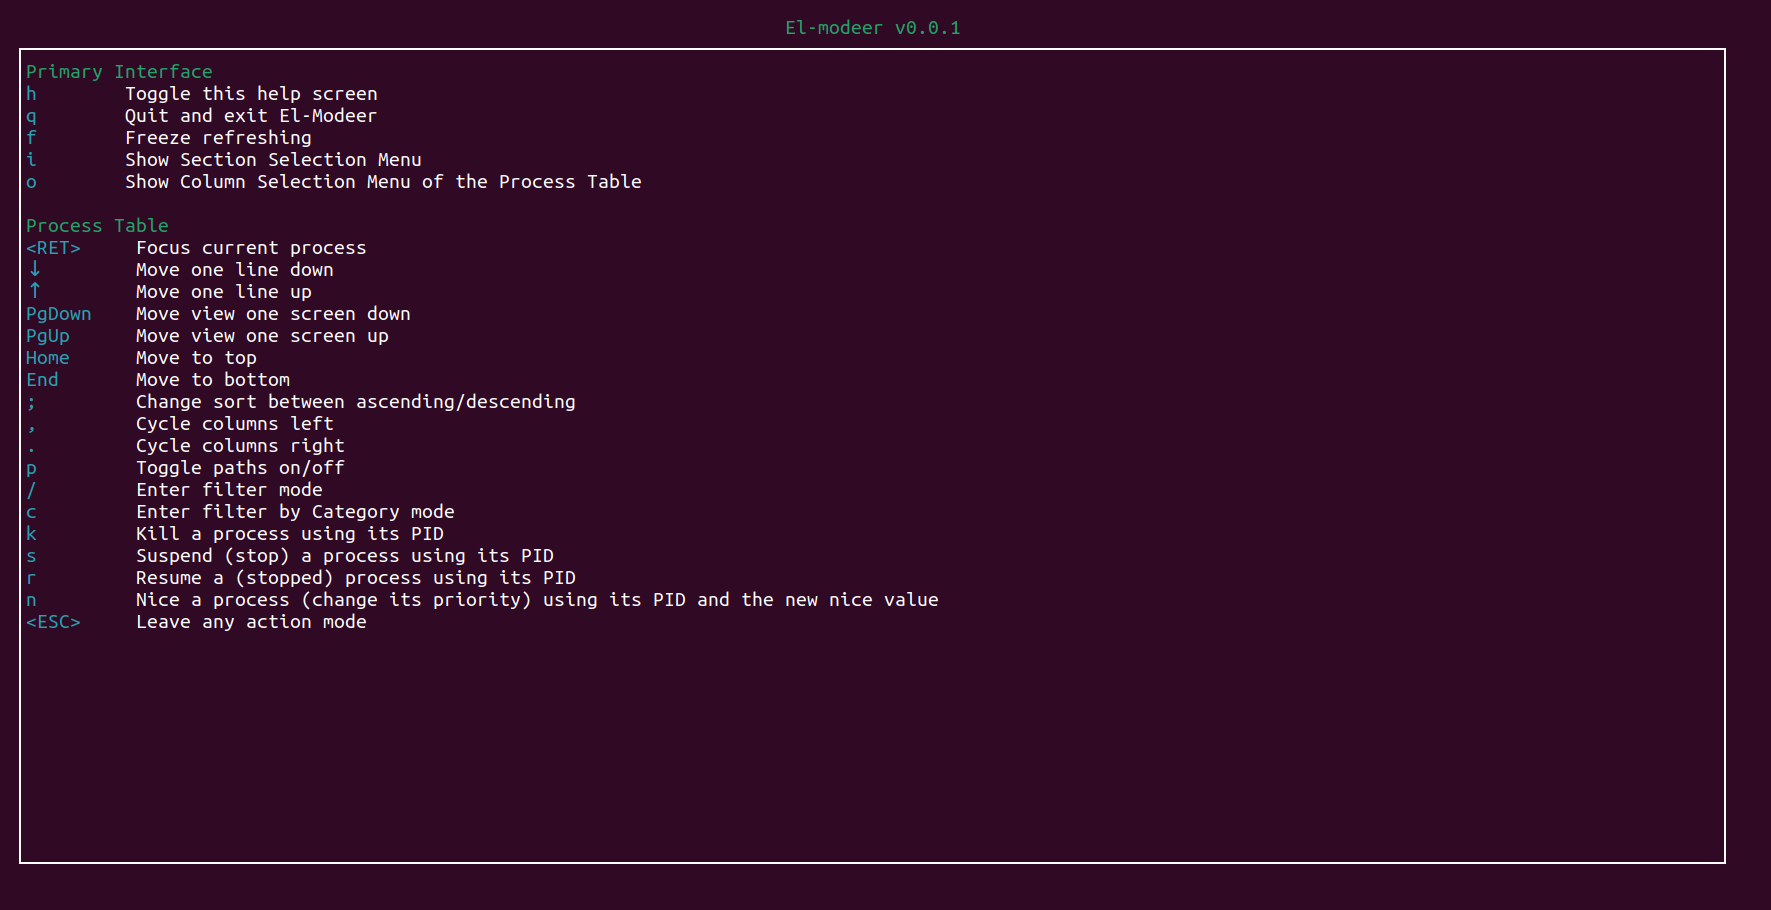 El-modeer v0.0.1
Primary Interface
h Toggle this help screen
q Quit and exit El-Modeer
f Freeze refreshing
i Show Section Selection Menu
o Show Column Selection Menu of the Process Table
Process Table
<RET> Focus current process
↓ Move one line down
↑ Move one line up
PgDown Move view one screen down
PgUp Move view one screen up
Home Move to top
End Move to bottom
; Change sort between ascending/descending
, Cycle columns left
. Cycle columns right
p Toggle paths on/off
/ Enter filter mode
c Enter filter by Category mode
k Kill a process using its PID
s Suspend (stop) a process using its PID
r Resume a (stopped) process using its PID
n Nice a process (change its priority) using its PID and the new nice value
<ESC> Leave any action mode